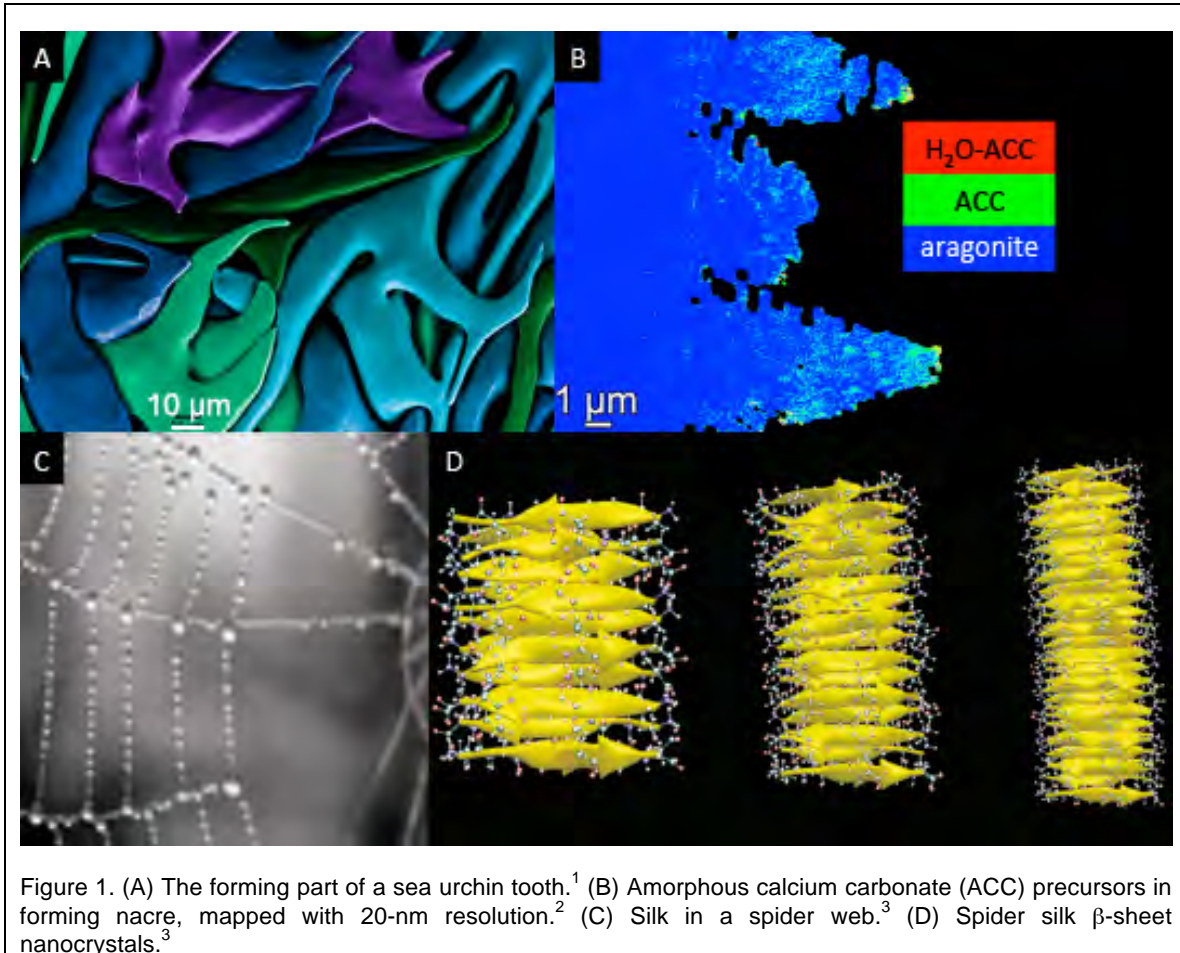 A
B
H₂O-ACC
ACC
aragonite
10 µm
1 µm
C
D
Figure 1. (A) The forming part of a sea urchin tooth.¹ (B) Amorphous calcium carbonate (ACC) precursors in
forming nacre, mapped with 20-nm resolution.² (C) Silk in a spider web.³ (D) Spider silk β-sheet
nanocrystals.³